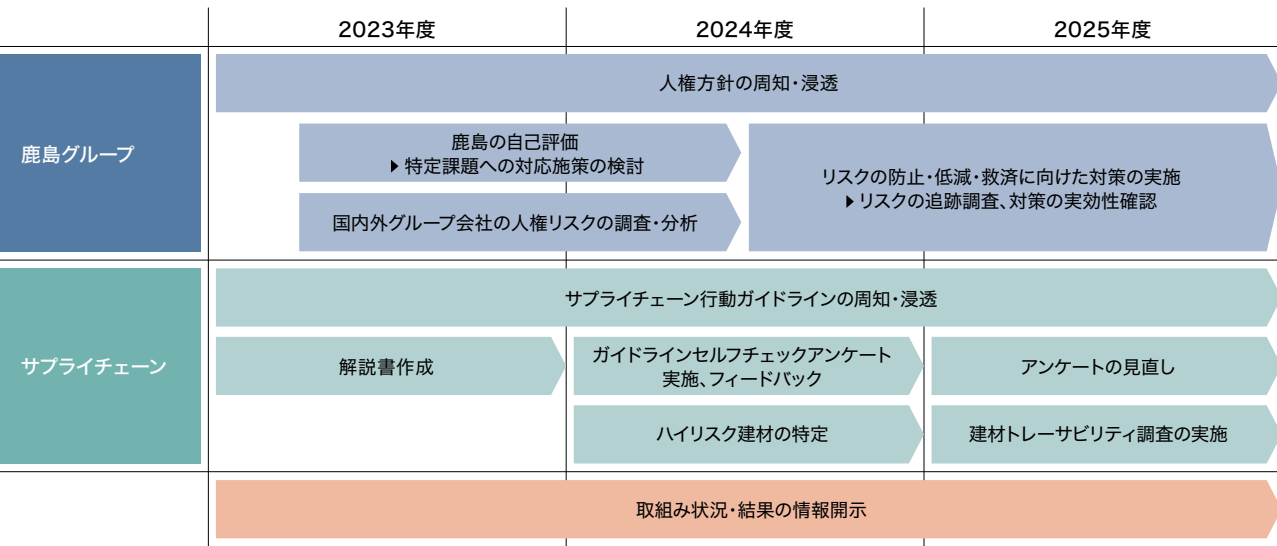 2023年度
2024年度
2025年度
鹿島グループ
人権方針の周知・浸透
鹿島の自己評価
▶特定課題への対応施策の検討
国内外グループ会社の人権リスクの調査・分析
リスクの防止・低減・救済に向けた対策の実施
▶リスクの追跡調査、対策の実効性確認
サプライチェーン
サプライチェーン行動ガイドラインの周知・浸透
解説書作成
ガイドラインセルフチェックアンケート
実施、フィードバック
アンケートの見直し
ハイリスク建材の特定
建材トレーサビリティ調査の実施
取組み状況・結果の情報開示